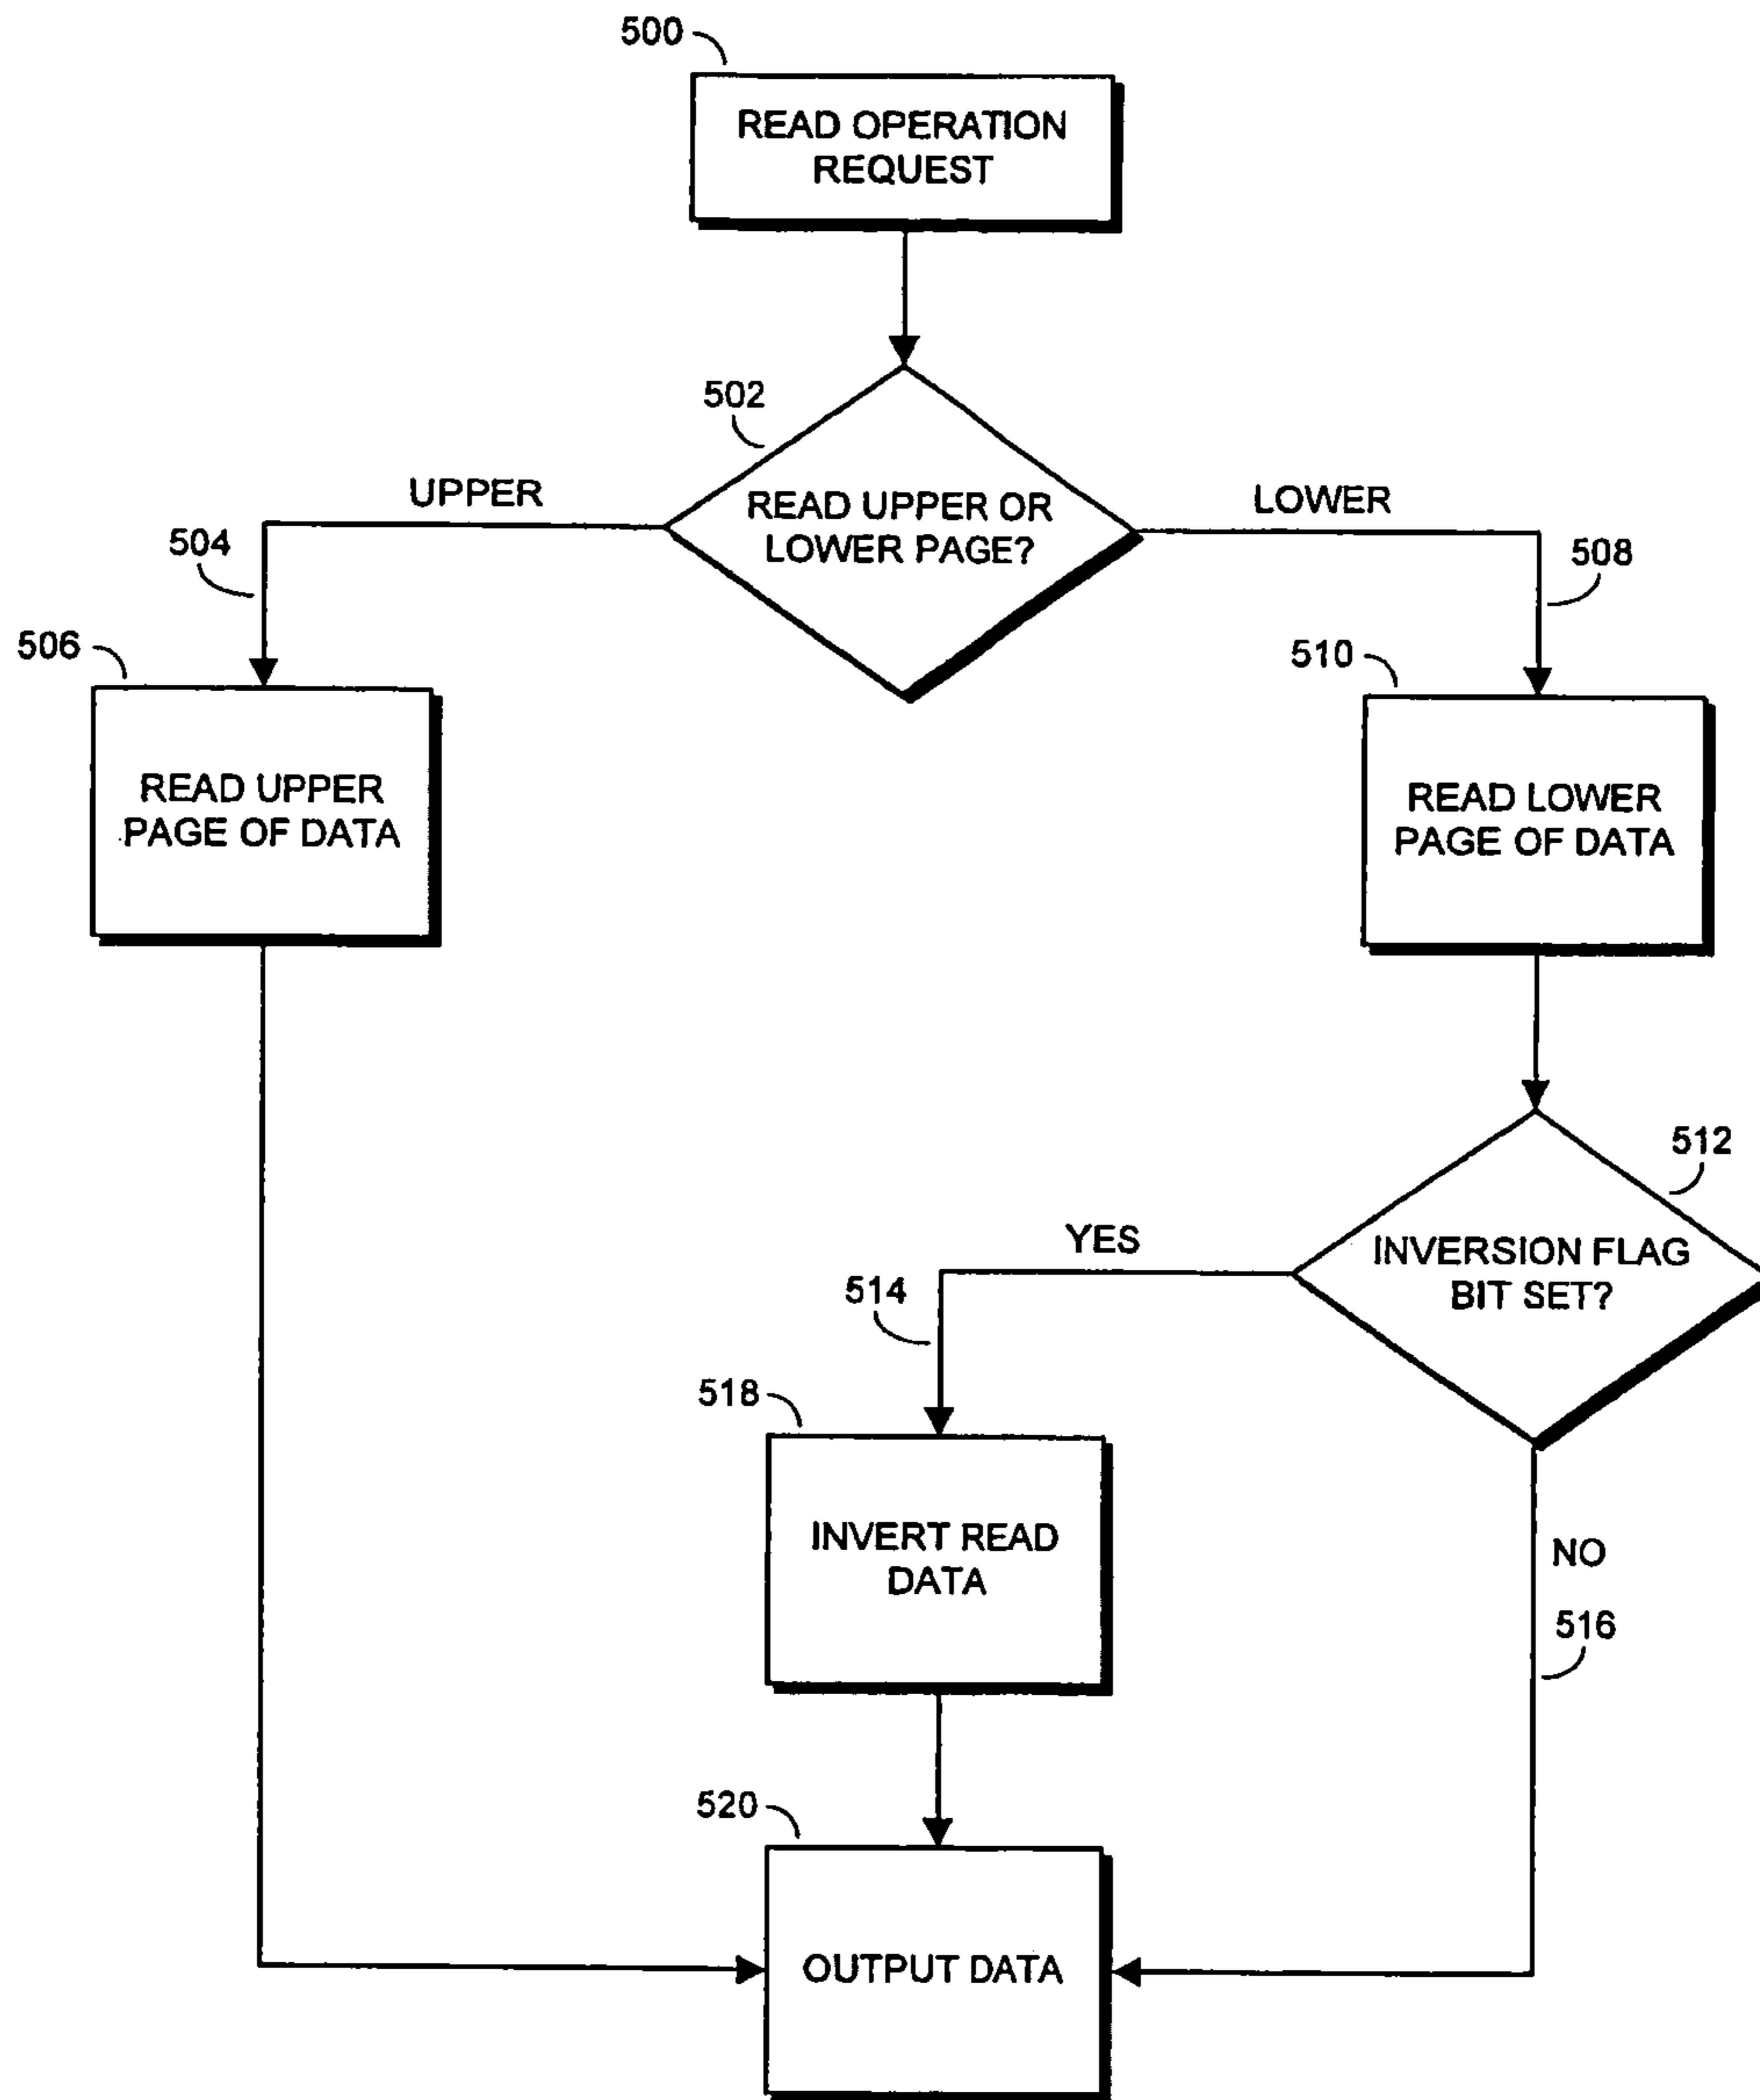 500
READ OPERATION
REQUEST
502
READ UPPER OR
LOWER PAGE?
UPPER
LOWER
504
508
506
510
READ UPPER
PAGE OF DATA
READ LOWER
PAGE OF DATA
512
INVERSION FLAG
BIT SET?
YES
514
518
INVERT READ
DATA
NO
516
520
OUTPUT DATA